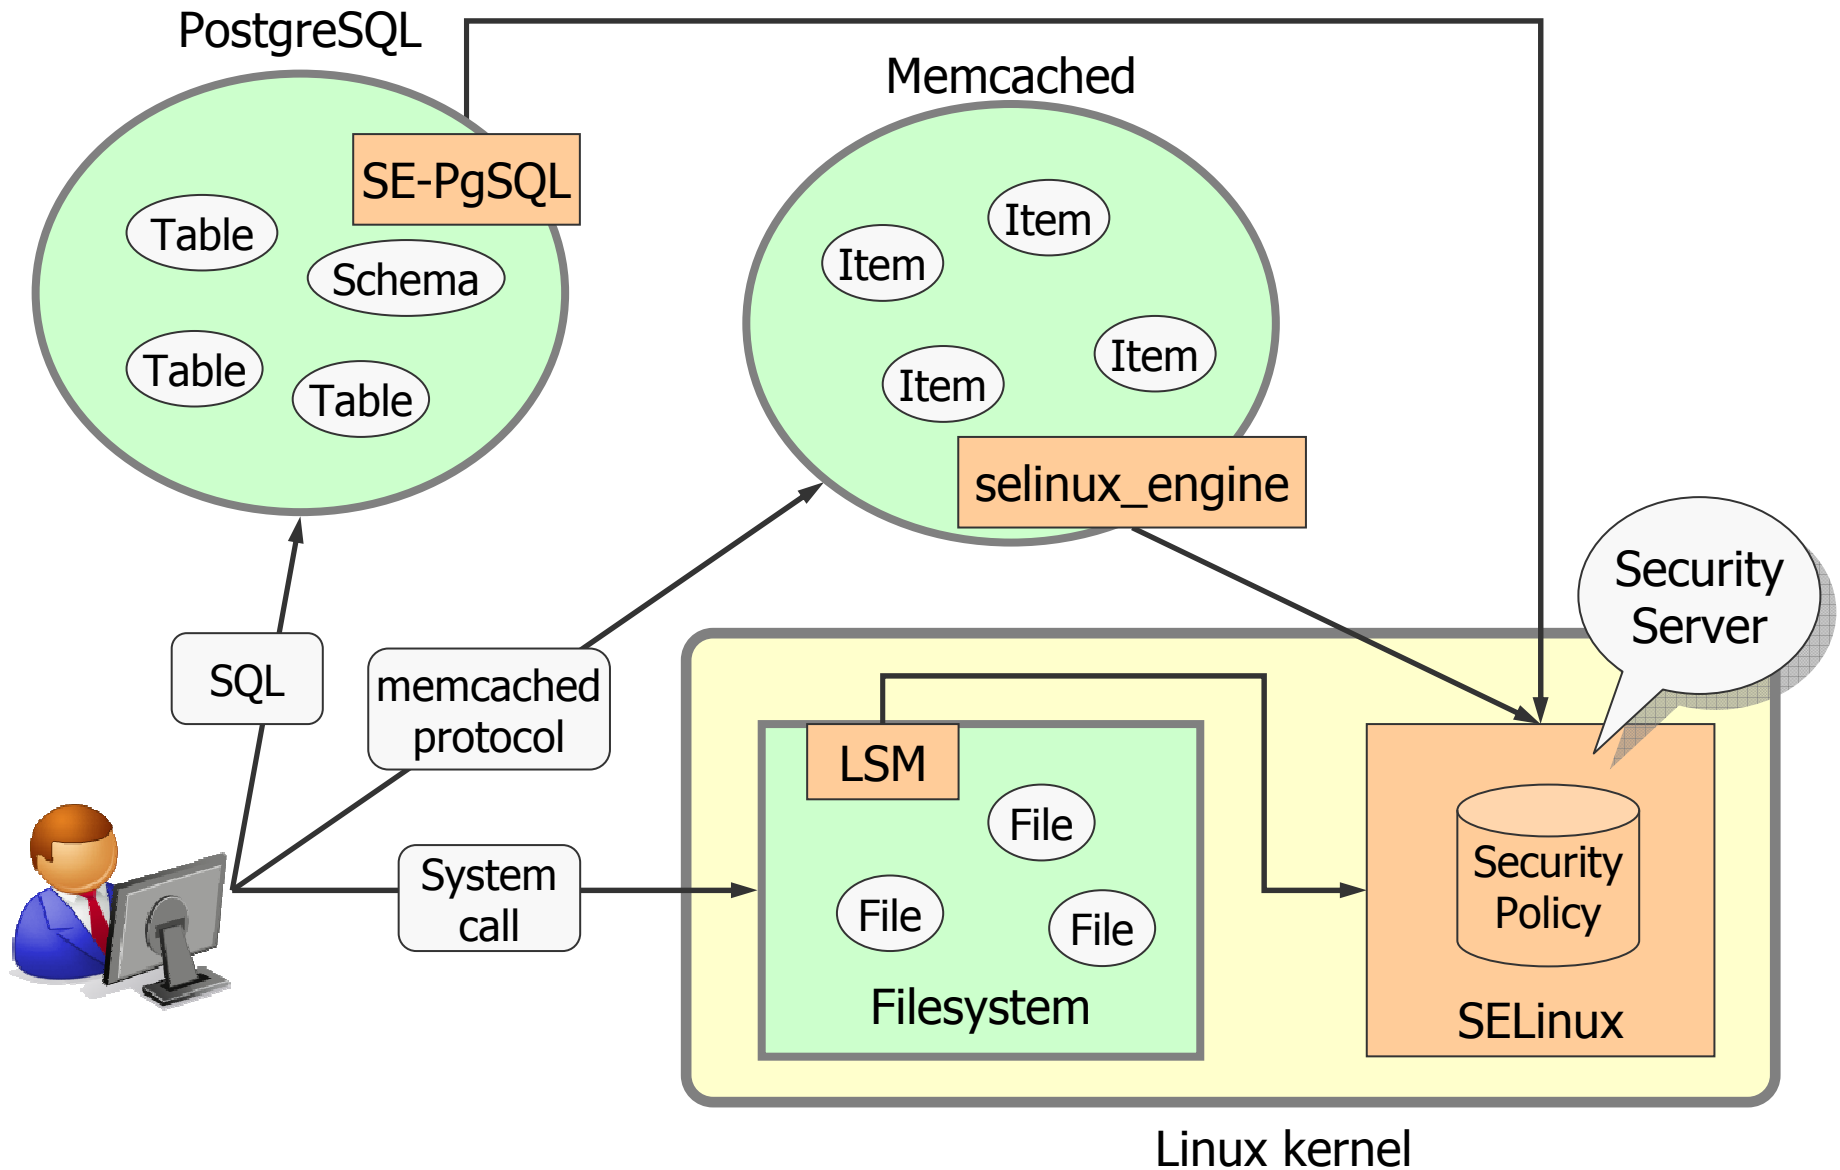 PostgreSQL
Memcached
SE-PgSQL
Table
Schema
Table
Table
Item
Item
Item
Item
selinux_engine
Security
Server
SQL
memcached
protocol
System
call
LSM
File
File
File
Filesystem
Security
Policy
SELinux
Linux kernel